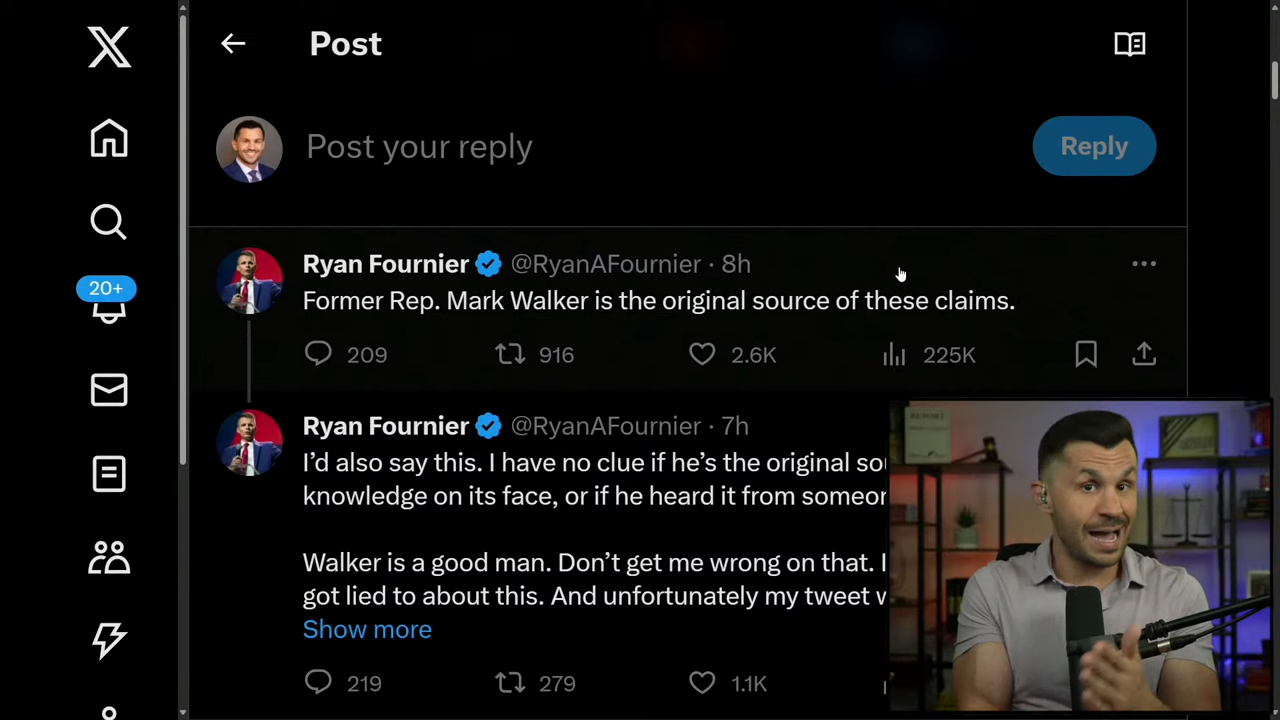 Post
Post your reply
Reply
Ryan Fournier @RyanAFournier · 8h
Former Rep. Mark Walker is the original source of these claims.
209 916 2.6K 225K
20+
Ryan Fournier @RyanAFournier · 7h
I'd also say this. I have no clue if he's the original
knowledge on its face, or if he heard it from
Walker is a good man. Don't get me wrong on that.
got lied to about this. And unfortunately my tweet
Show more
219 279 1.1K